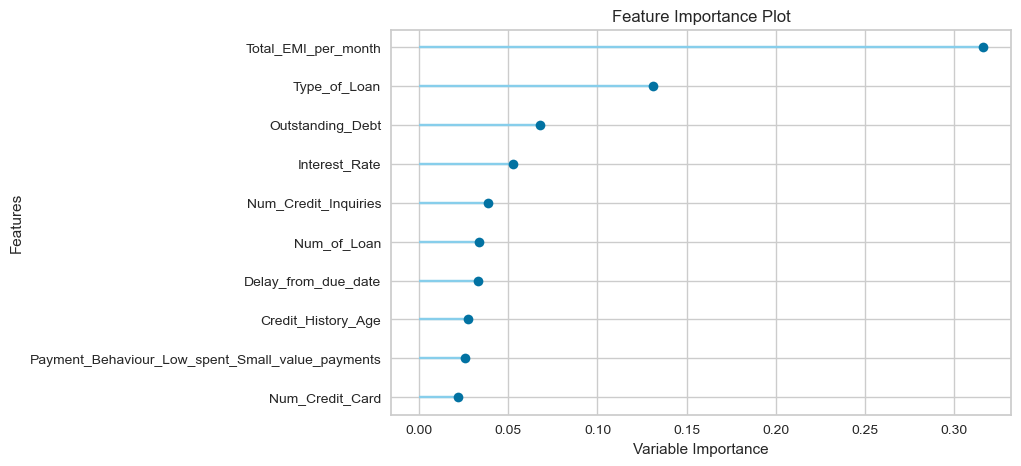 Feature Importance Plot
Features
Total_EMI_per_month
Type_of_Loan
Outstanding_Debt
Interest_Rate
Num_Credit_Inquiries
Num_of_Loan
Delay_from_due_date
Credit_History_Age
Payment_Behaviour_Low_spent_Small_value_payments
Num_Credit_Card
0.00 0.05 0.10 0.15 0.20 0.25 0.30
Variable Importance